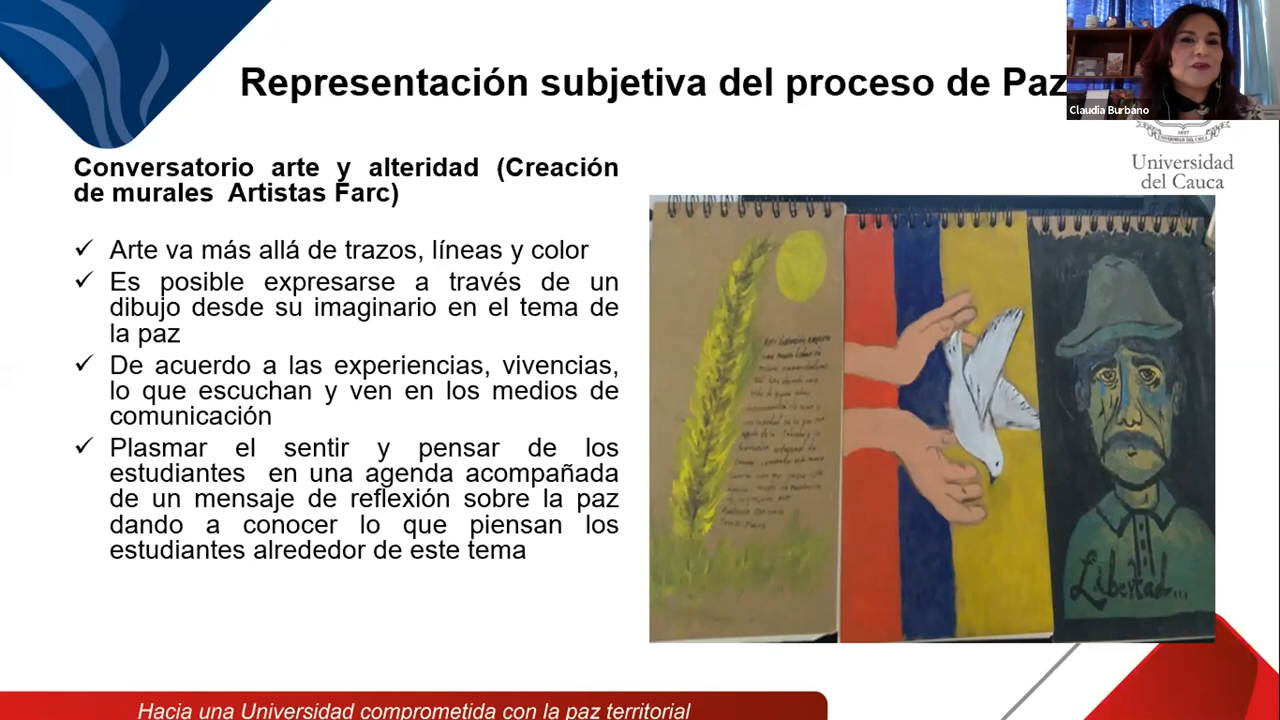 Representación subjetiva del proceso de Paz
Claudia Burbano
1827
Universidad
del Cauca
Conversatorio arte y alteridad (Creación
de murales Artistas Farc)
✓ Arte va más allá de trazos, líneas y color
✓ Es posible expresarse a través de un
dibujo desde su imaginario en el tema de
la paz
✓ De acuerdo a las experiencias, vivencias,
lo que escuchan y ven en los medios de
comunicación
✓ Plasmar el sentir y pensar de los
estudiantes en una agenda acompañada
de un mensaje de reflexión sobre la paz
dando a conocer lo que piensan los
estudiantes alrededor de este tema
Libertad...
Hacia una Universidad comprometida con la paz territorial